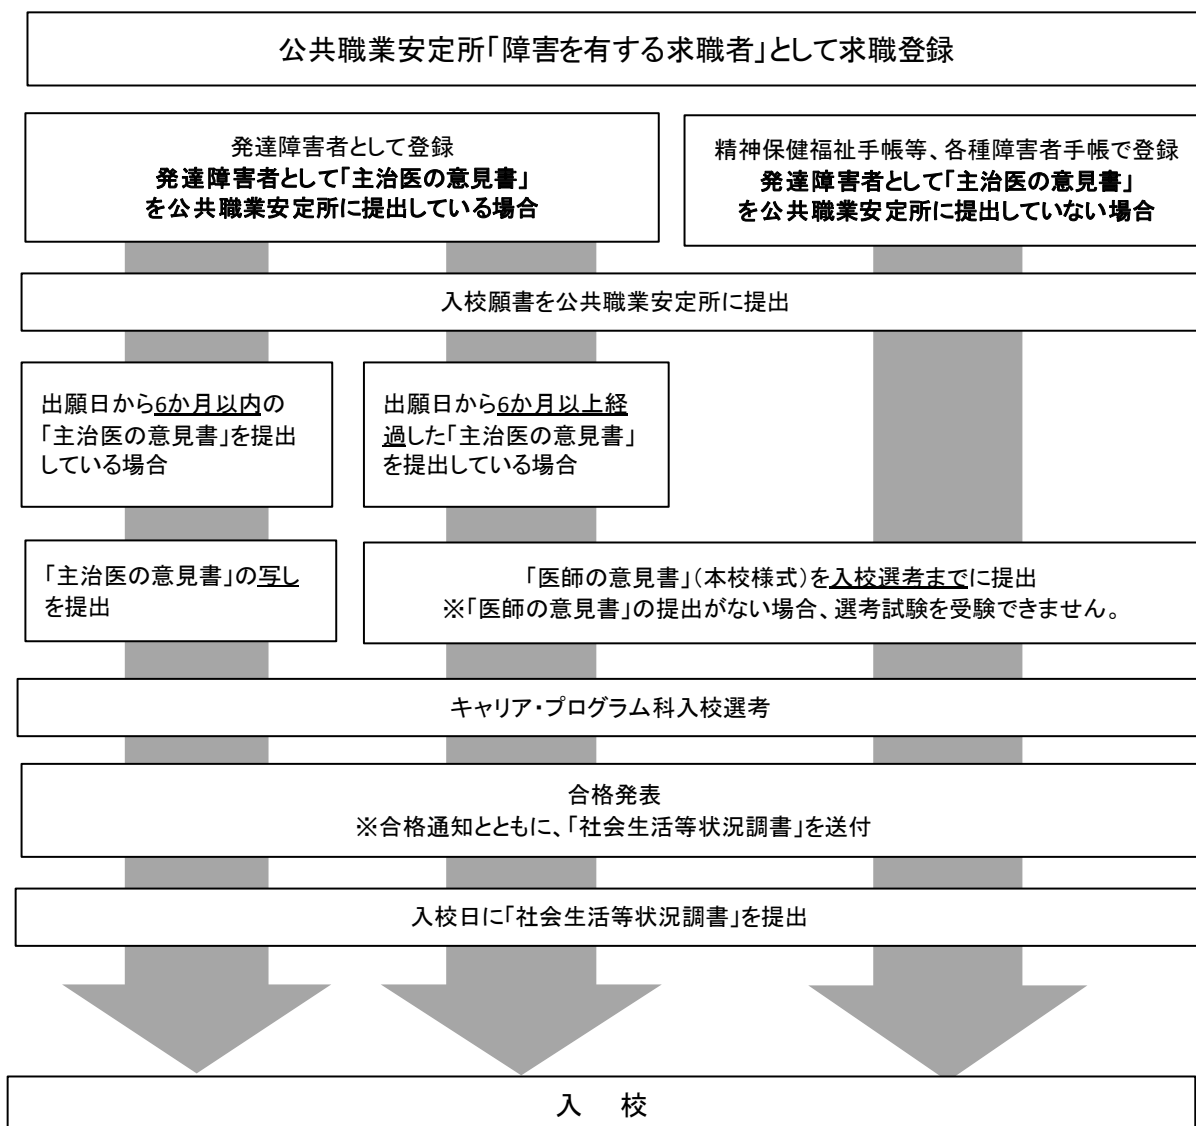 公共職業安定所「障害を有する求職者」として求職登録
発達障害者として登録
発達障害者として「主治医の意見書」
を公共職業安定所に提出している場合
精神保健福祉手帳等、各種障害者手帳で登録
発達障害者として「主治医の意見書」
を公共職業安定所に提出していない場合
入校願書を公共職業安定所に提出
出願日から6か月以内の
「主治医の意見書」を提出
している場合
出願日から6か月以上経
過した「主治医の意見書」
を提出している場合
「主治医の意見書」の写し
を提出
「医師の意見書」(本校様式)を入校選考までに提出
※「医師の意見書」の提出がない場合、選考試験を受験できません。
キャリア・プログラム科入校選考
合格発表
※合格通知とともに、「社会生活等状況調書」を送付
入校日に「社会生活等状況調書」を提出
入 校